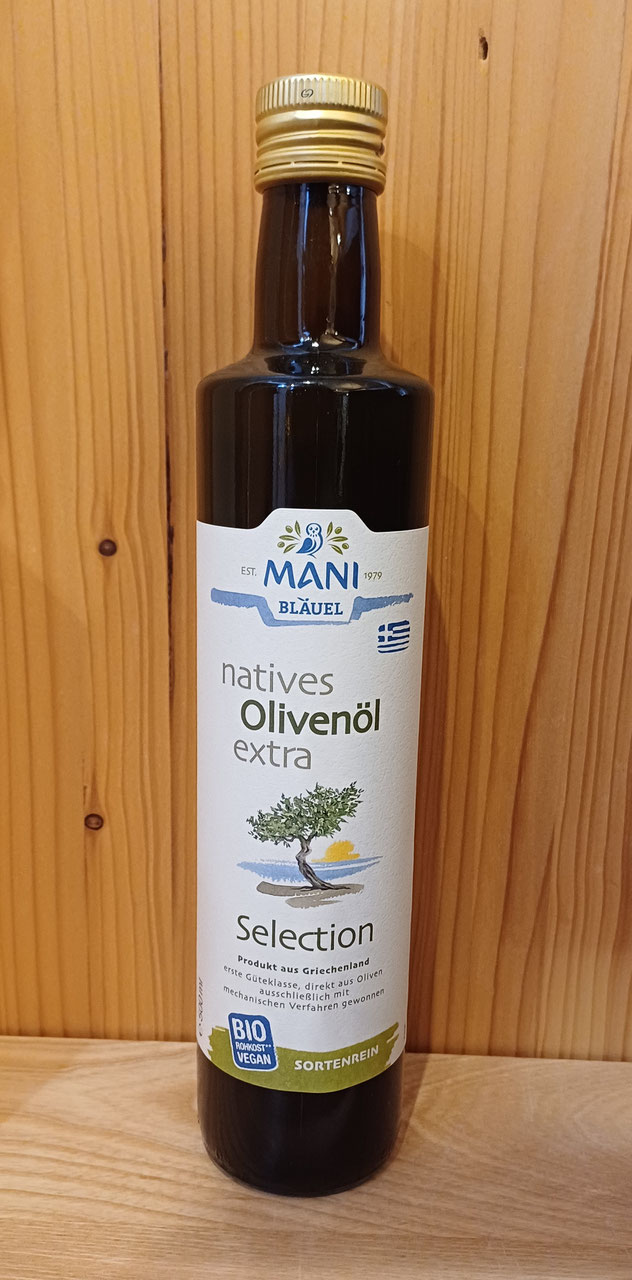 EST. MANI 1979
BLÄUEL
natives
Olivenöl
extra
Selection
Produkt aus Griechenland
erste Güteklasse, direkt aus Oliven
ausschließlich mit
mechanischen Verfahren gewonnen
BIO
ROHKOST**
VEGAN
SORTENREIN